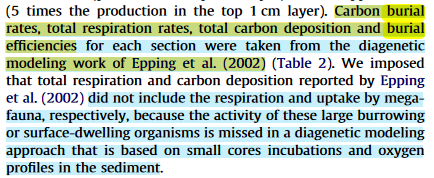 (5 times the production in the top 1 cm layer). Carbon burial
rates, total respiration rates, total carbon deposition and burial
efficiencies for each section were taken from the diagenetic
modeling work of Epping et al. (2002) (Table 2). We imposed
that total respiration and carbon deposition reported by Epping
et al. (2002) did not include the respiration and uptake by mega-
fauna, respectively, because the activity of these large burrowing
or surface-dwelling organisms is missed in a diagenetic modeling
approach that is based on small cores incubations and oxygen
profiles in the sediment.